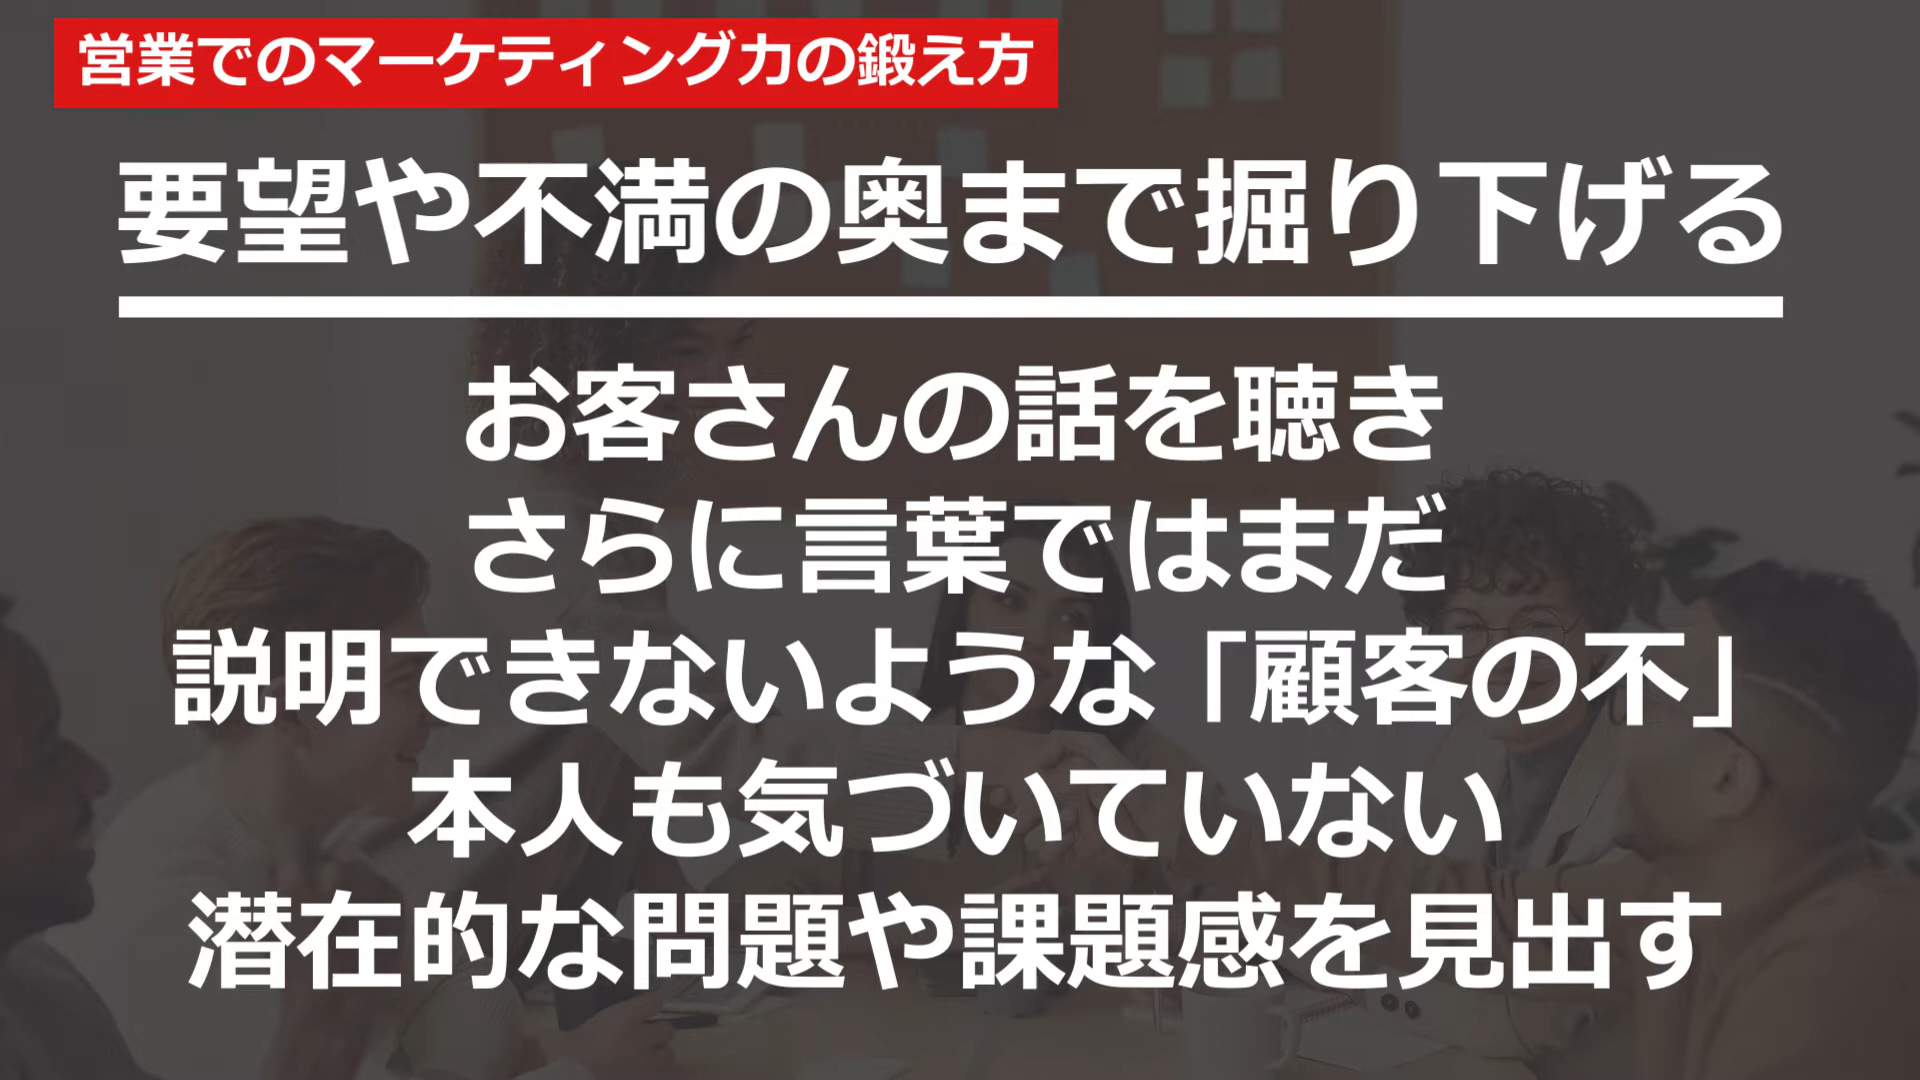 営業でのマーケティング力の鍛え方
要望や不満の奥まで掘り下げる
お客さんの話を聴き
さらに言葉ではまだ
説明できないような「顧客の不」
本人も気づいていない
潜在的な問題や課題感を見出す